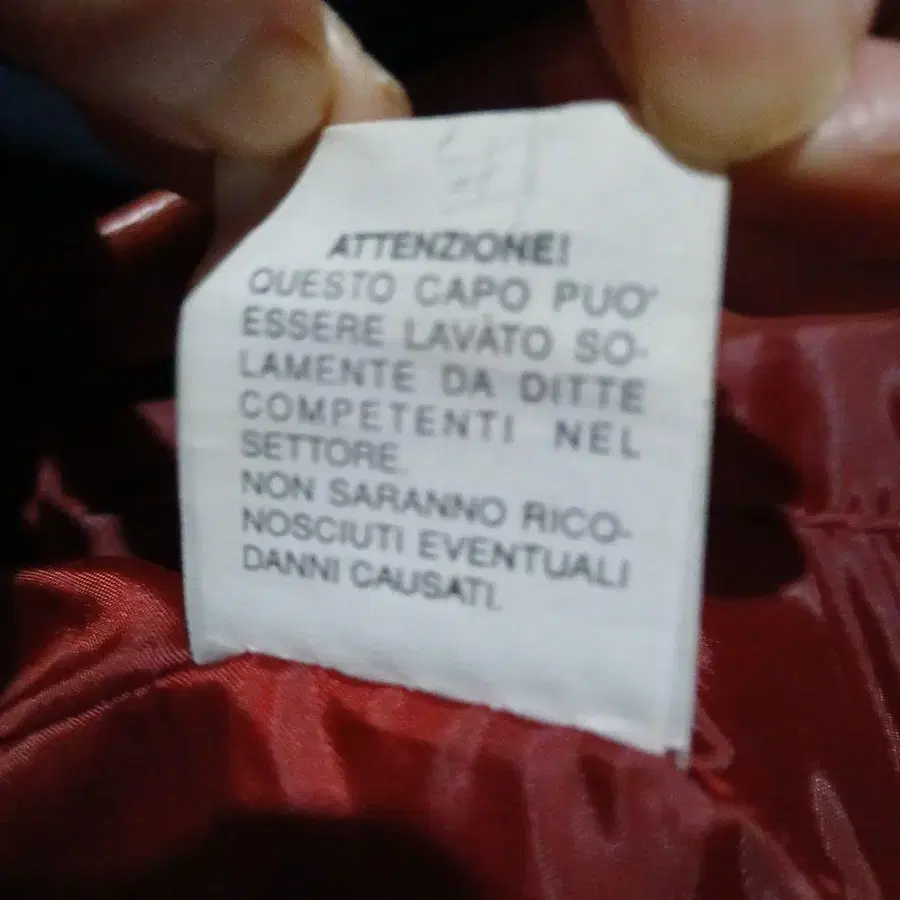 ATTENZIONE!
QUESTO CAPO PUO'
ESSERE LAVATO SO-
LAMENTE DA DITTE
COMPETENTI NEL
SETTORE.
NON SARANNO RICO-
NOSCIUTI EVENTUALI
DANNI CAUSATI.